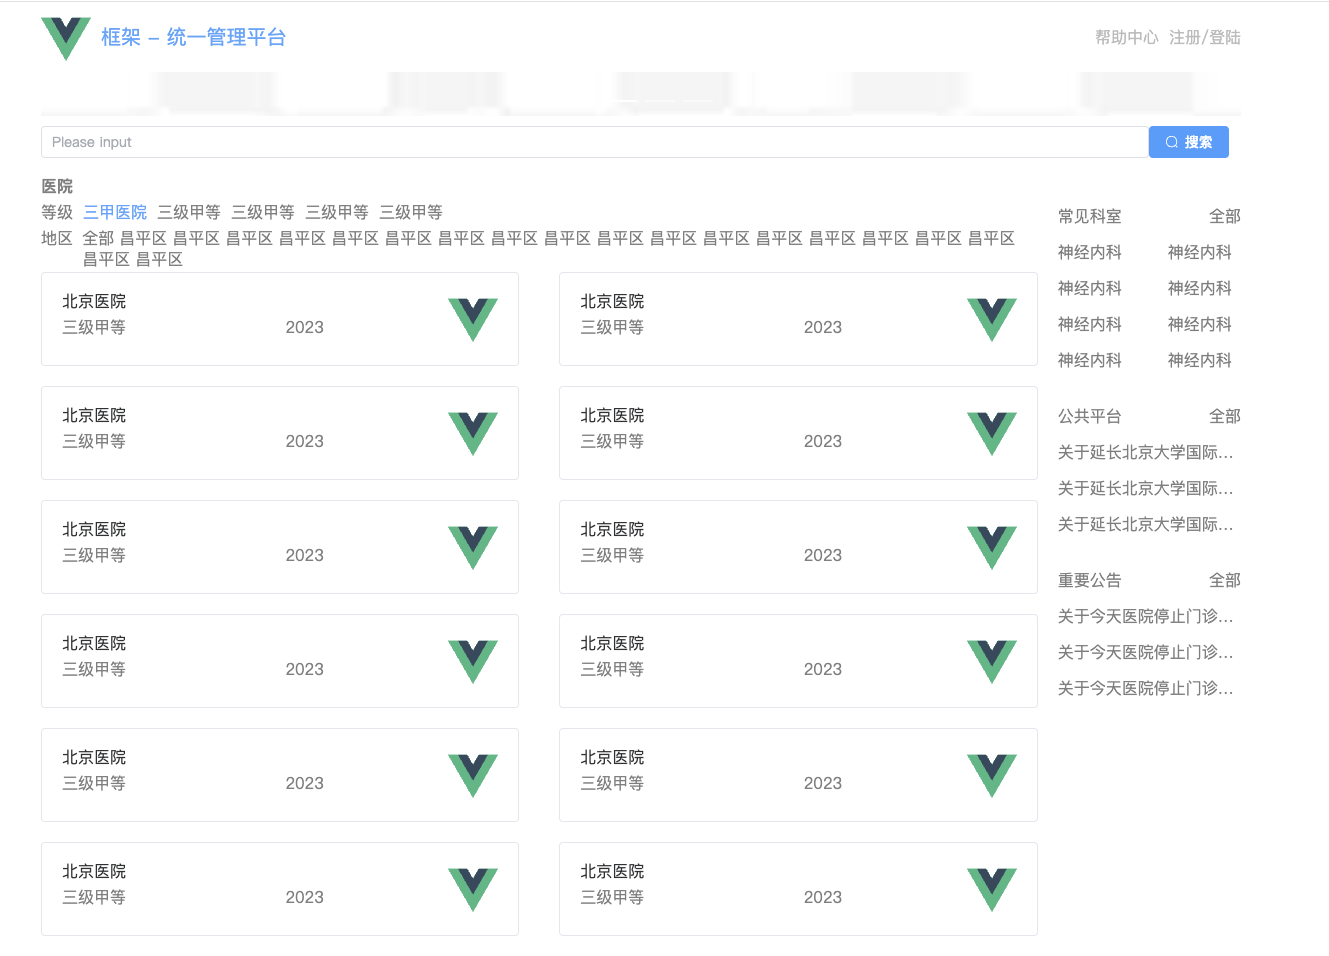 框架 – 统一管理平台
帮助中心 注册/登陆
Please input
搜索
医院
等级 三甲医院 三级甲等 三级甲等 三级甲等 三级甲等
地区 全部 昌平区 昌平区 昌平区 昌平区 昌平区 昌平区 昌平区 昌平区 昌平区 昌平区 昌平区 昌平区 昌平区 昌平区 昌平区 昌平区 昌平区
昌平区 昌平区
北京医院
三级甲等 2023
北京医院
三级甲等 2023
北京医院
三级甲等 2023
北京医院
三级甲等 2023
北京医院
三级甲等 2023
北京医院
三级甲等 2023
北京医院
三级甲等 2023
北京医院
三级甲等 2023
北京医院
三级甲等 2023
北京医院
三级甲等 2023
北京医院
三级甲等 2023
北京医院
三级甲等 2023
常见科室 全部
神经内科 神经内科
神经内科 神经内科
神经内科 神经内科
神经内科 神经内科
公共平台 全部
关于延长北京大学国际...
关于延长北京大学国际...
关于延长北京大学国际...
重要公告 全部
关于今天医院停止门诊...
关于今天医院停止门诊...
关于今天医院停止门诊...